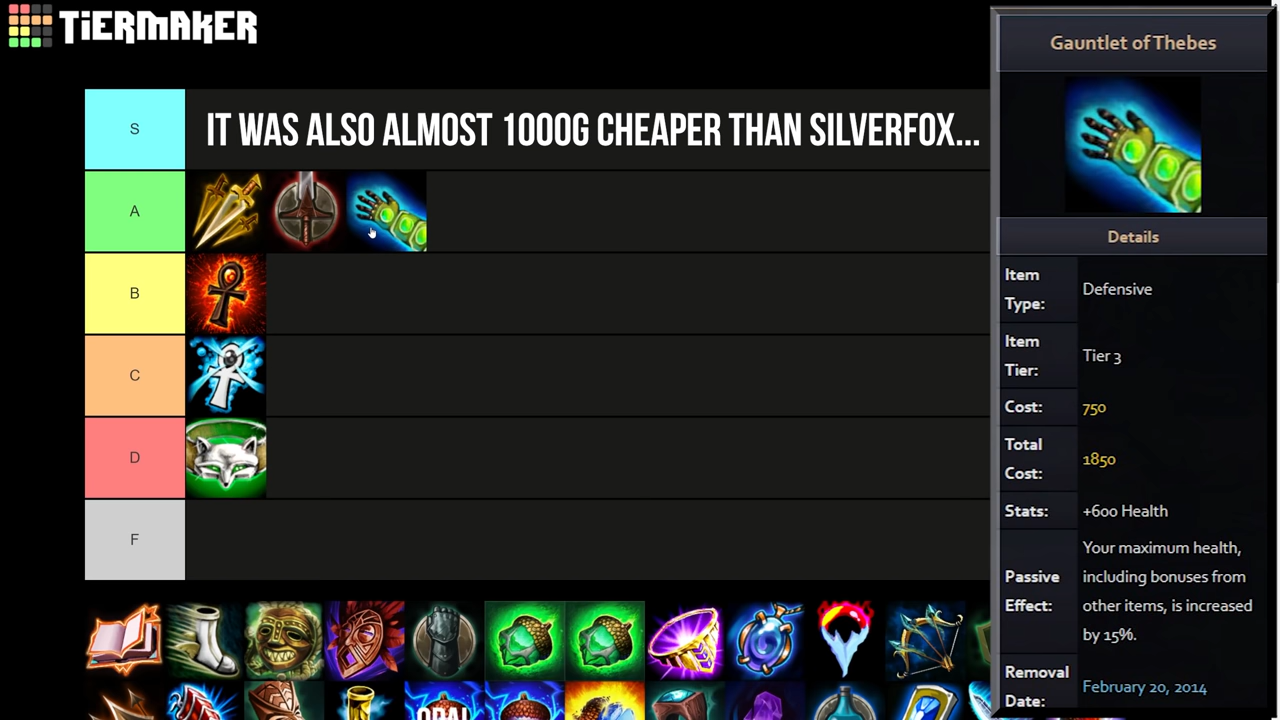 TiERMAKER
Gauntlet of Thebes
S
IT WAS ALSO ALMOST 1000G CHEAPER THAN SILVERFOX...
A
B
C
D
F
Details
Item
Type:
Defensive
Item
Tier:
Tier 3
Cost:
750
Total
Cost:
1850
Stats:
+600 Health
Passive
Effect:
Your maximum health,
including bonuses from
other items, is increased
by 15%.
Removal
Date:
February 20, 2014